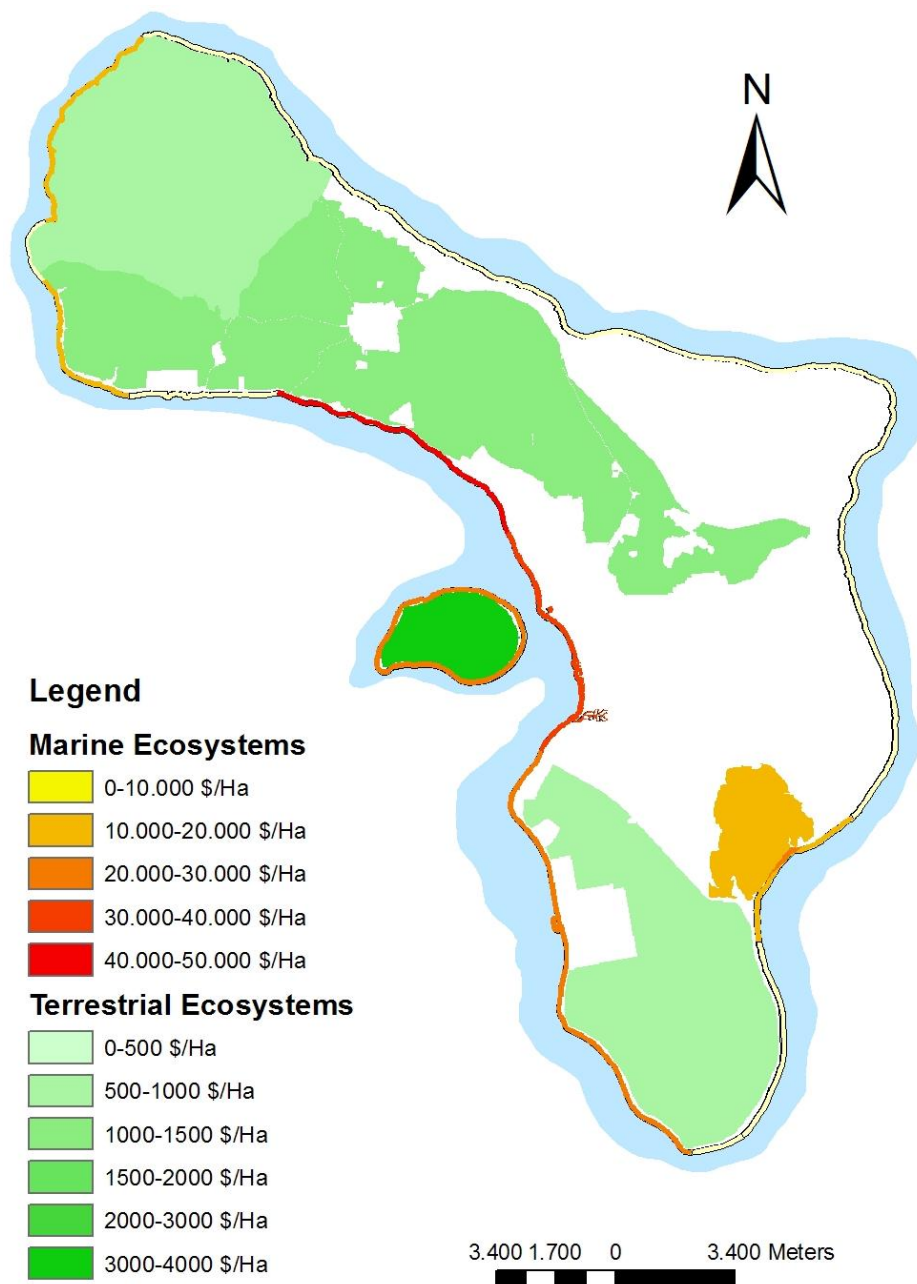 N
Legend
Marine Ecosystems
0-10.000 $/Ha
10.000-20.000 $/Ha
20.000-30.000 $/Ha
30.000-40.000 $/Ha
40.000-50.000 $/Ha
Terrestrial Ecosystems
0-500 $/Ha
500-1000 $/Ha
1000-1500 $/Ha
1500-2000 $/Ha
2000-3000 $/Ha
3000-4000 $/Ha
3.400 1.700 0 3.400 Meters